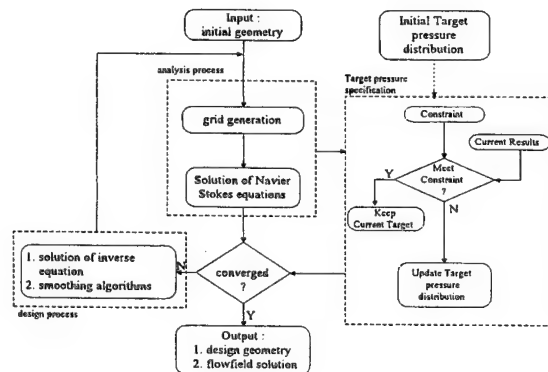 Input :
initial geometry
Initial Target
pressure
distribution
analysis process
Target pressure
specification
grid generation
Constraint
Current Results
Solution of Navier
Stokes equations
Y
Meet
Constraint
?
N
Keep
Current Target
1. solution of inverse
equation
2. smoothing algorithms
N
converged
?
Update Target
pressure
distribution
design process
Y
Output :
1. design geometry
2. flowfield solution